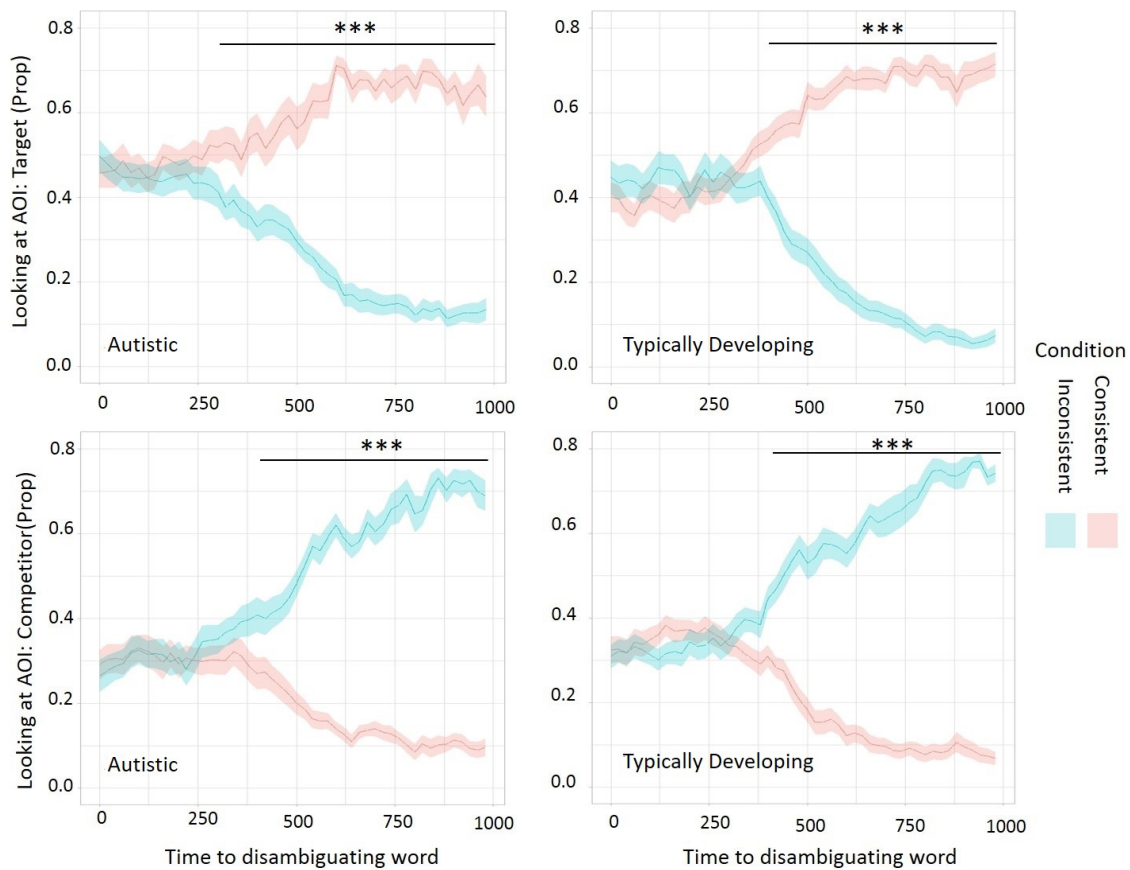 Looking at AOI: Target (Prop)
0.8
0.6
0.4
0.2
0.0
***
Autistic
0 250 500 750 1000
0.8
0.6
0.4
0.2
0.0
***
Typically Developing
0 250 500 750 1000
Looking at AOI: Competitor(Prop)
0.8
0.6
0.4
0.2
0.0
***
Autistic
0 250 500 750 1000
Time to disambiguating word
0.8
0.6
0.4
0.2
0.0
***
Typically Developing
0 250 500 750 1000
Time to disambiguating word
Condition
Consistent
Inconsistent